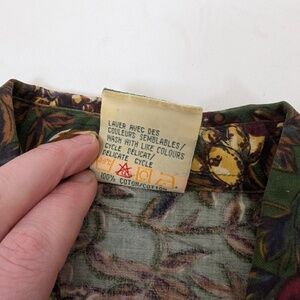 LAVER AVEC DES
COULEURS SEMBLABLES/
WASH WITH LIKE COLOURS
CYCLE DELICAT/
DELICATE CYCLE
100% COTON/COTTON